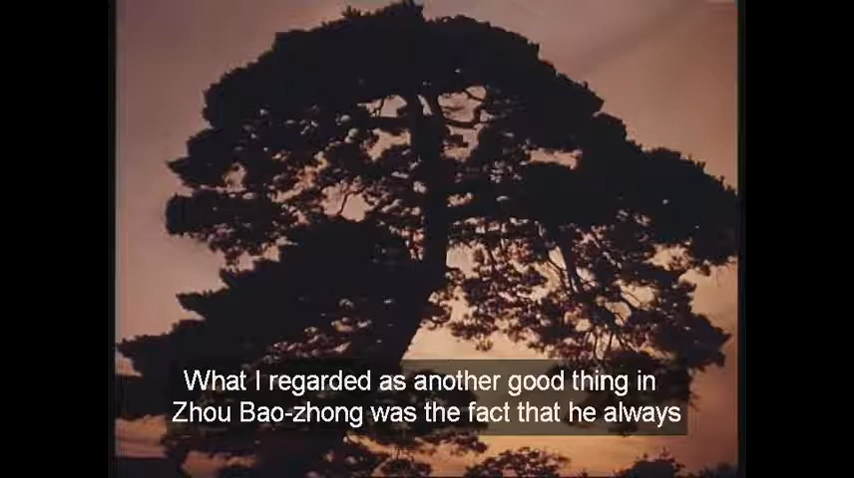 What I regarded as another good thing in
Zhou Bao-zhong was the fact that he always